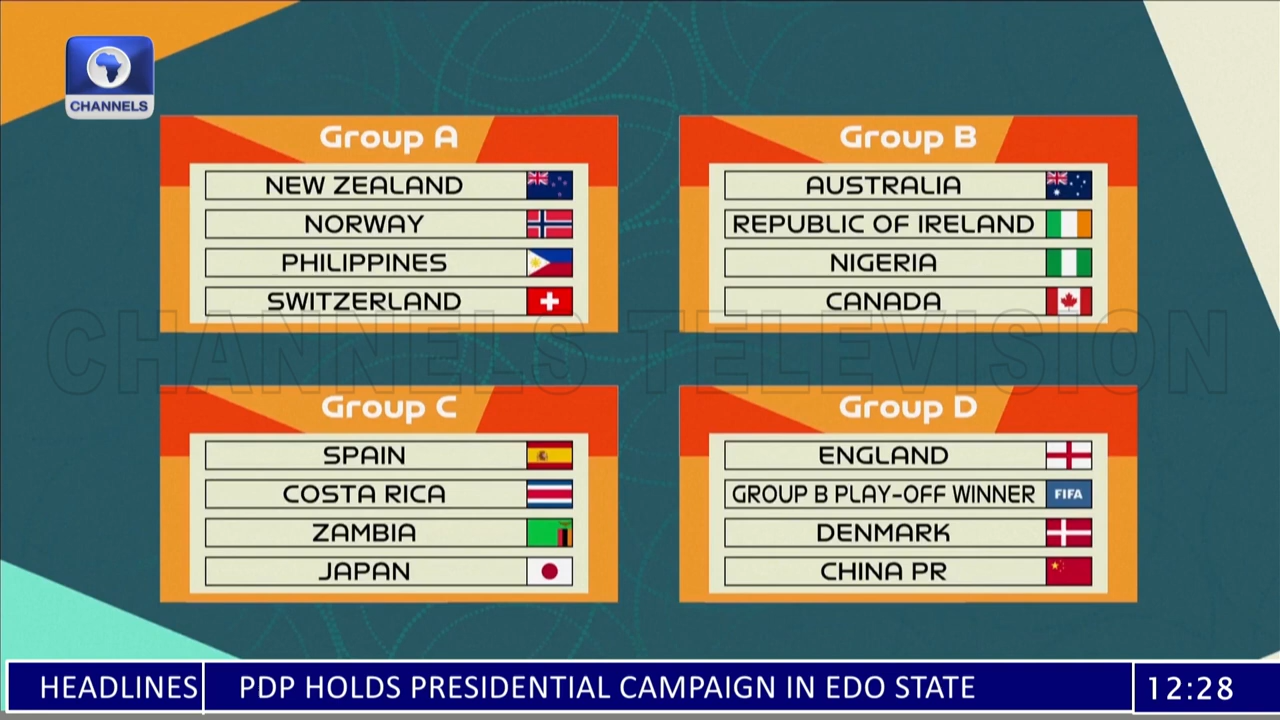 CHANNELS
Group A
NEW ZEALAND
NORWAY
PHILIPPINES
SWITZERLAND
Group B
AUSTRALIA
REPUBLIC OF IRELAND
NIGERIA
CANADA
CHANNELS TELEVISION
Group C
SPAIN
COSTA RICA
ZAMBIA
JAPAN
Group D
ENGLAND
GROUP B PLAY-OFF WINNER FIFA
DENMARK
CHINA PR
HEADLINES PDP HOLDS PRESIDENTIAL CAMPAIGN IN EDO STATE 12:28